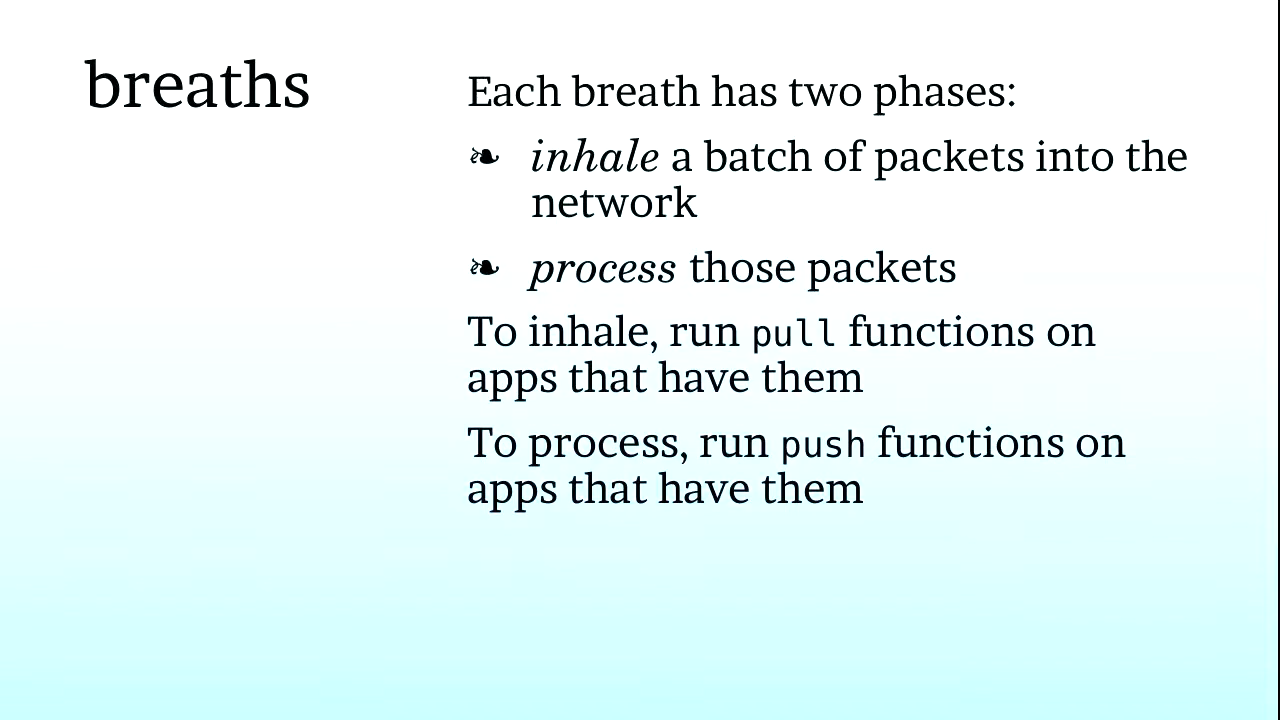 breaths
Each breath has two phases:
❧ inhale a batch of packets into the
network
❧ process those packets
To inhale, run pull functions on
apps that have them
To process, run push functions on
apps that have them